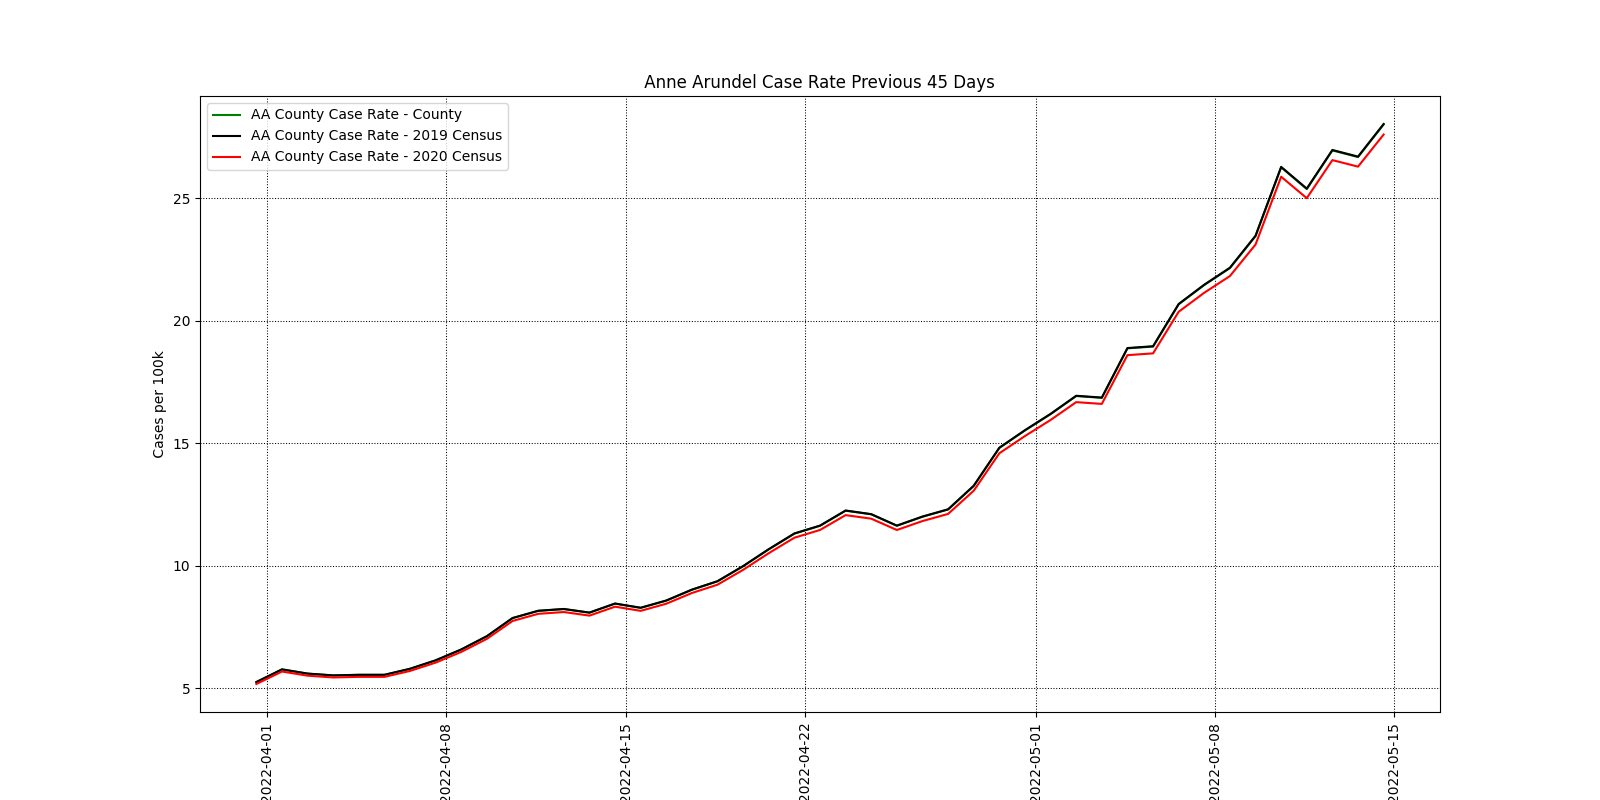 Anne Arundel Case Rate Previous 45 Days
AA County Case Rate - County
AA County Case Rate - 2019 Census
AA County Case Rate - 2020 Census
Cases per 100k
25
20
15
10
5
2022-04-01
2022-04-08
2022-04-15
2022-04-22
2022-05-01
2022-05-08
2022-05-15